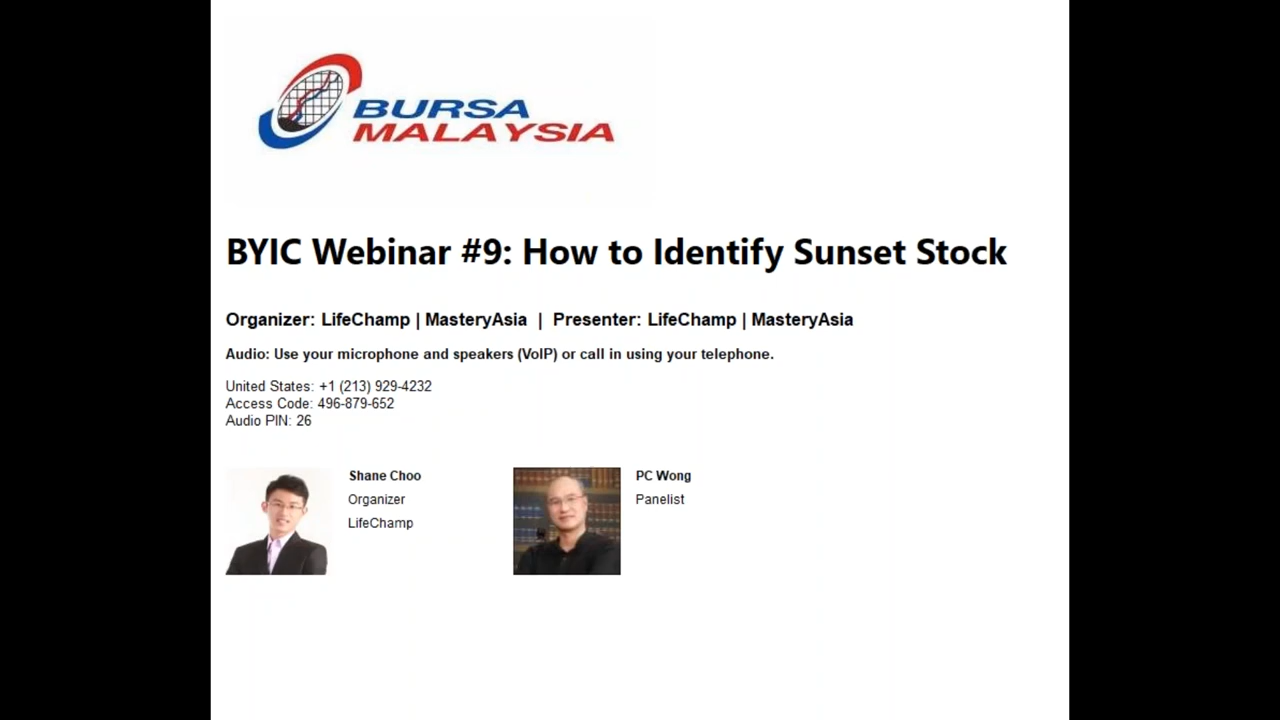 BURSA
MALAYSIA
BYIC Webinar #9: How to Identify Sunset Stock
Organizer: LifeChamp | MasteryAsia | Presenter: LifeChamp | MasteryAsia
Audio: Use your microphone and speakers (VoIP) or call in using your telephone.
United States: +1 (213) 929-4232
Access Code: 496-879-652
Audio PIN: 26
Shane Choo
Organizer
LifeChamp
PC Wong
Panelist